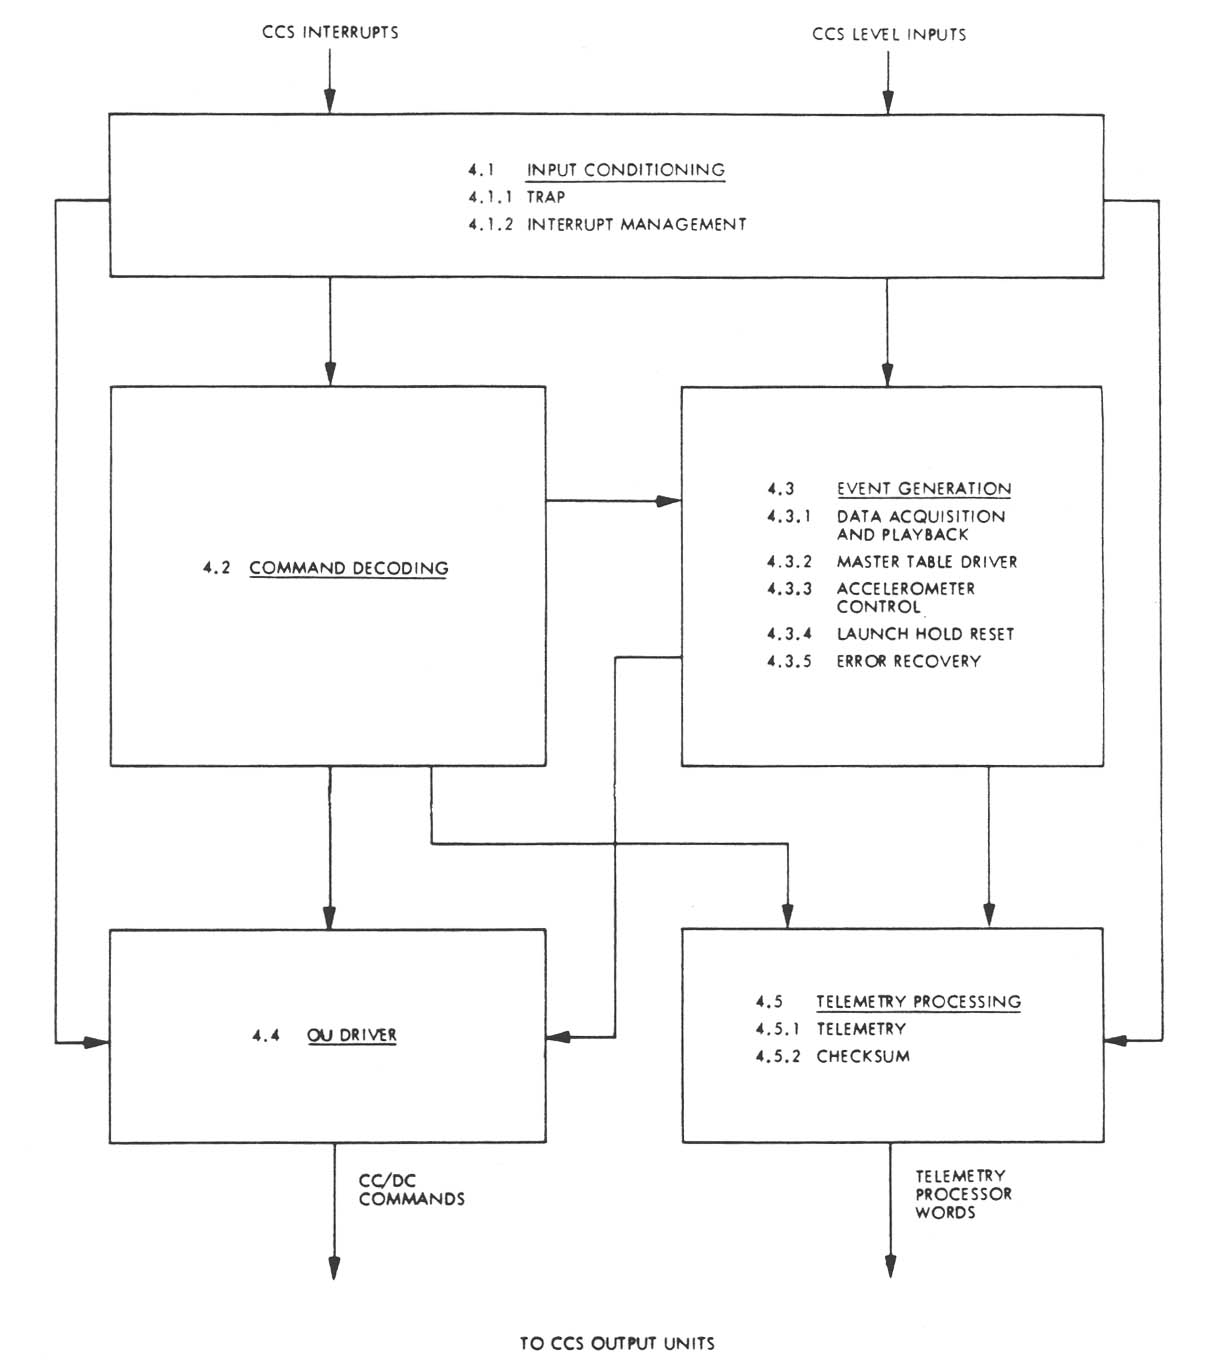 CCS INTERRUPTS
CCS LEVEL INPUTS
4.1 INPUT CONDITIONING
4.1.1 TRAP
4.1.2 INTERRUPT MANAGEMENT
4.2 COMMAND DECODING
4.3 EVENT GENERATION
4.3.1 DATA ACQUISITION
AND PLAYBACK
4.3.2 MASTER TABLE DRIVER
4.3.3 ACCELEROMETER
CONTROL
4.3.4 LAUNCH HOLD RESET
4.3.5 ERROR RECOVERY
4.4 OU DRIVER
4.5 TELEMETRY PROCESSING
4.5.1 TELEMETRY
4.5.2 CHECKSUM
CC/DC
COMMANDS
TELEMETRY
PROCESSOR
WORDS
TO CCS OUTPUT UNITS